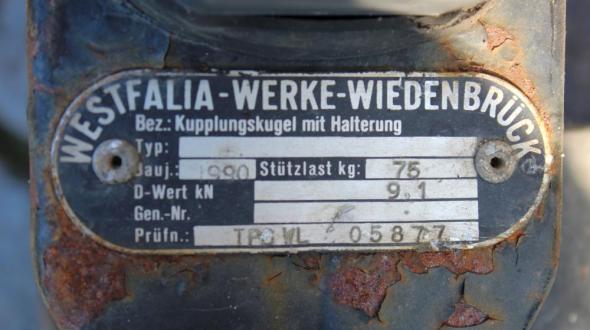 WESTFALIA-WERKE-WIEDENBRÜCK
Bez.: Kupplungskugel mit Halterung
Typ:
Bauj.: 1990 Stützlast kg: 75
D-Wert kN 9,1
Gen.-Nr.
Prüfn.: VL 05877